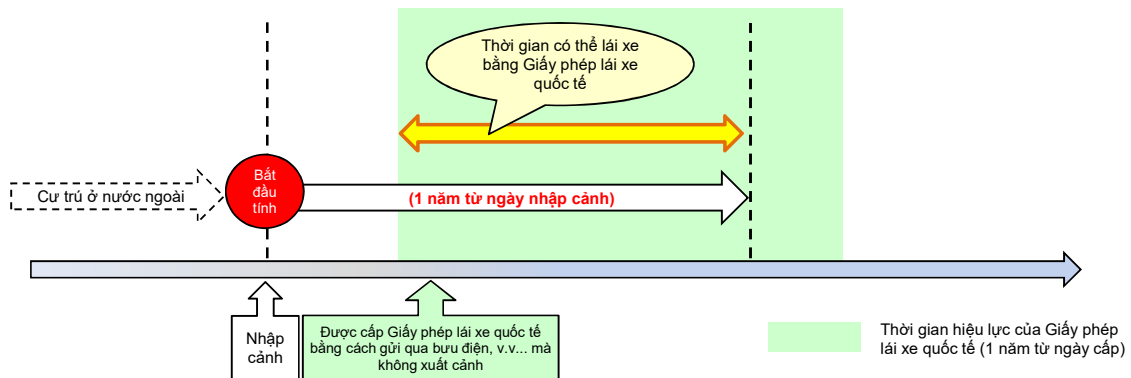 Thời gian có thể lái xe
bằng Giấy phép lái xe
quốc tế
Cư trú ở nước ngoài
Bắt
đầu
tính
(1 năm từ ngày nhập cảnh)
Nhập
cảnh
Được cấp Giấy phép lái xe quốc tế
bằng cách gửi qua bưu điện, v.v... mà
không xuất cảnh
Thời gian hiệu lực của Giấy phép
lái xe quốc tế (1 năm từ ngày cấp)